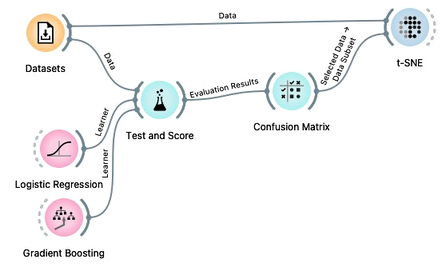 Data
Datasets
Data
Selected Data → Data Subset
t-SNE
Learner
Test and Score
Evaluation Results
Confusion Matrix
Logistic Regression
Learner
Gradient Boosting